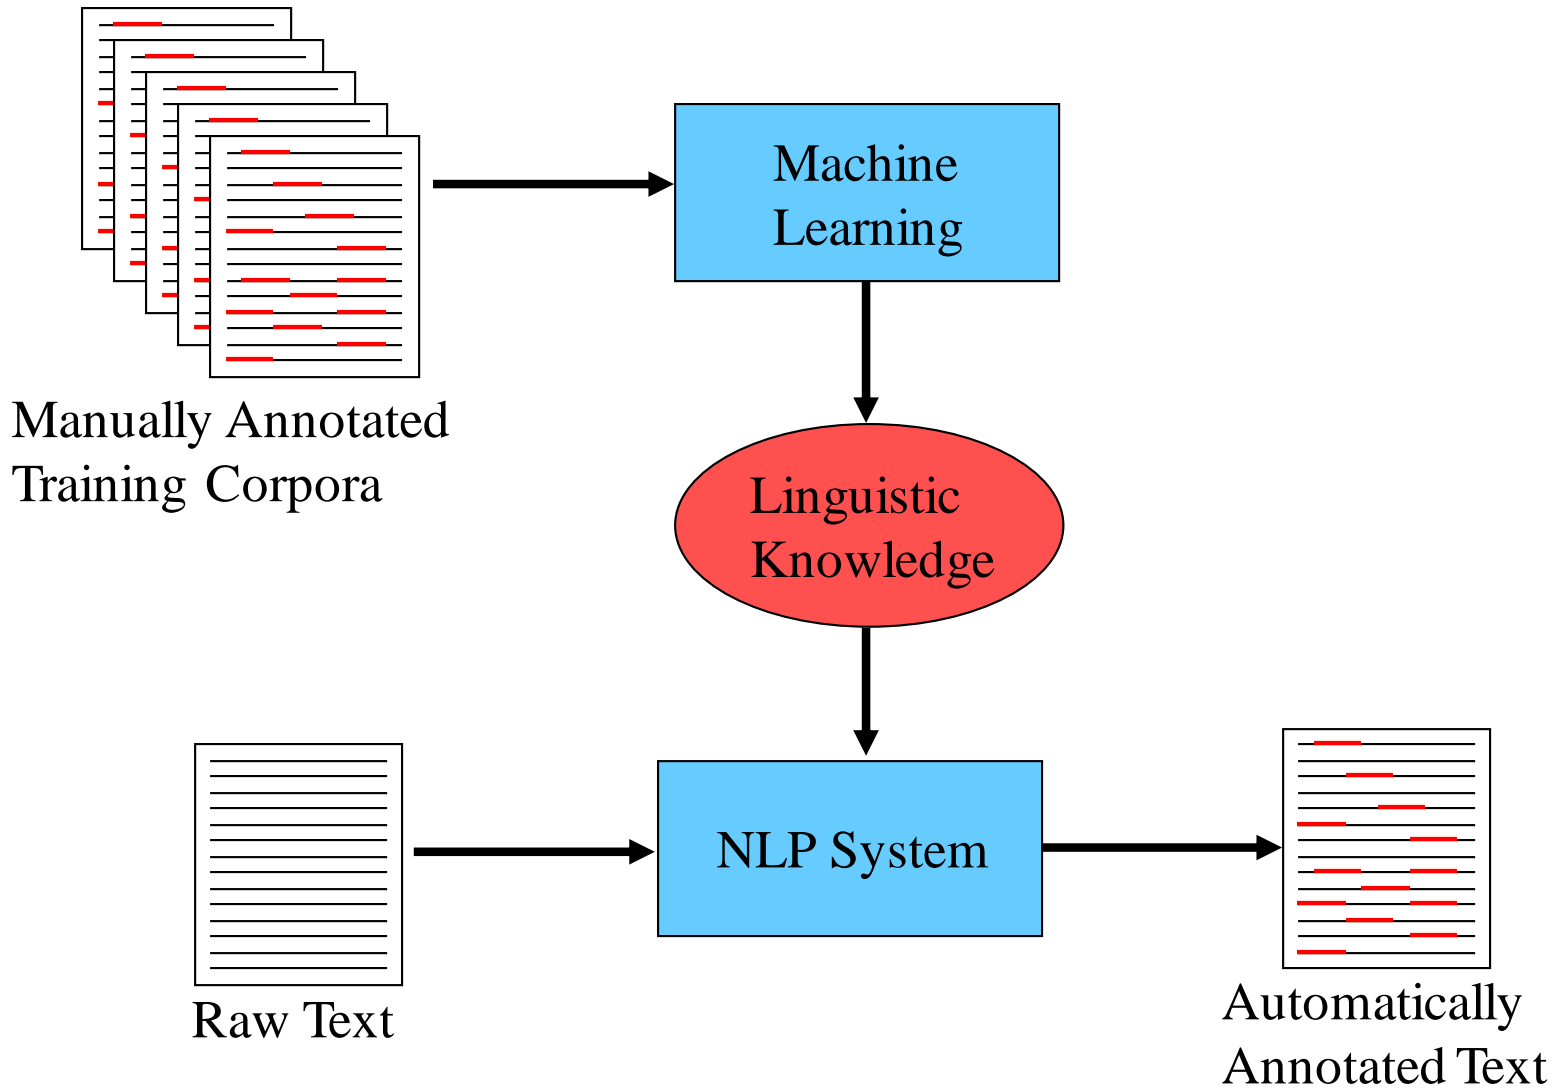 Machine
Learning
Manually Annotated
Training Corpora
Linguistic
Knowledge
NLP System
Raw Text
Automatically
Annotated Text